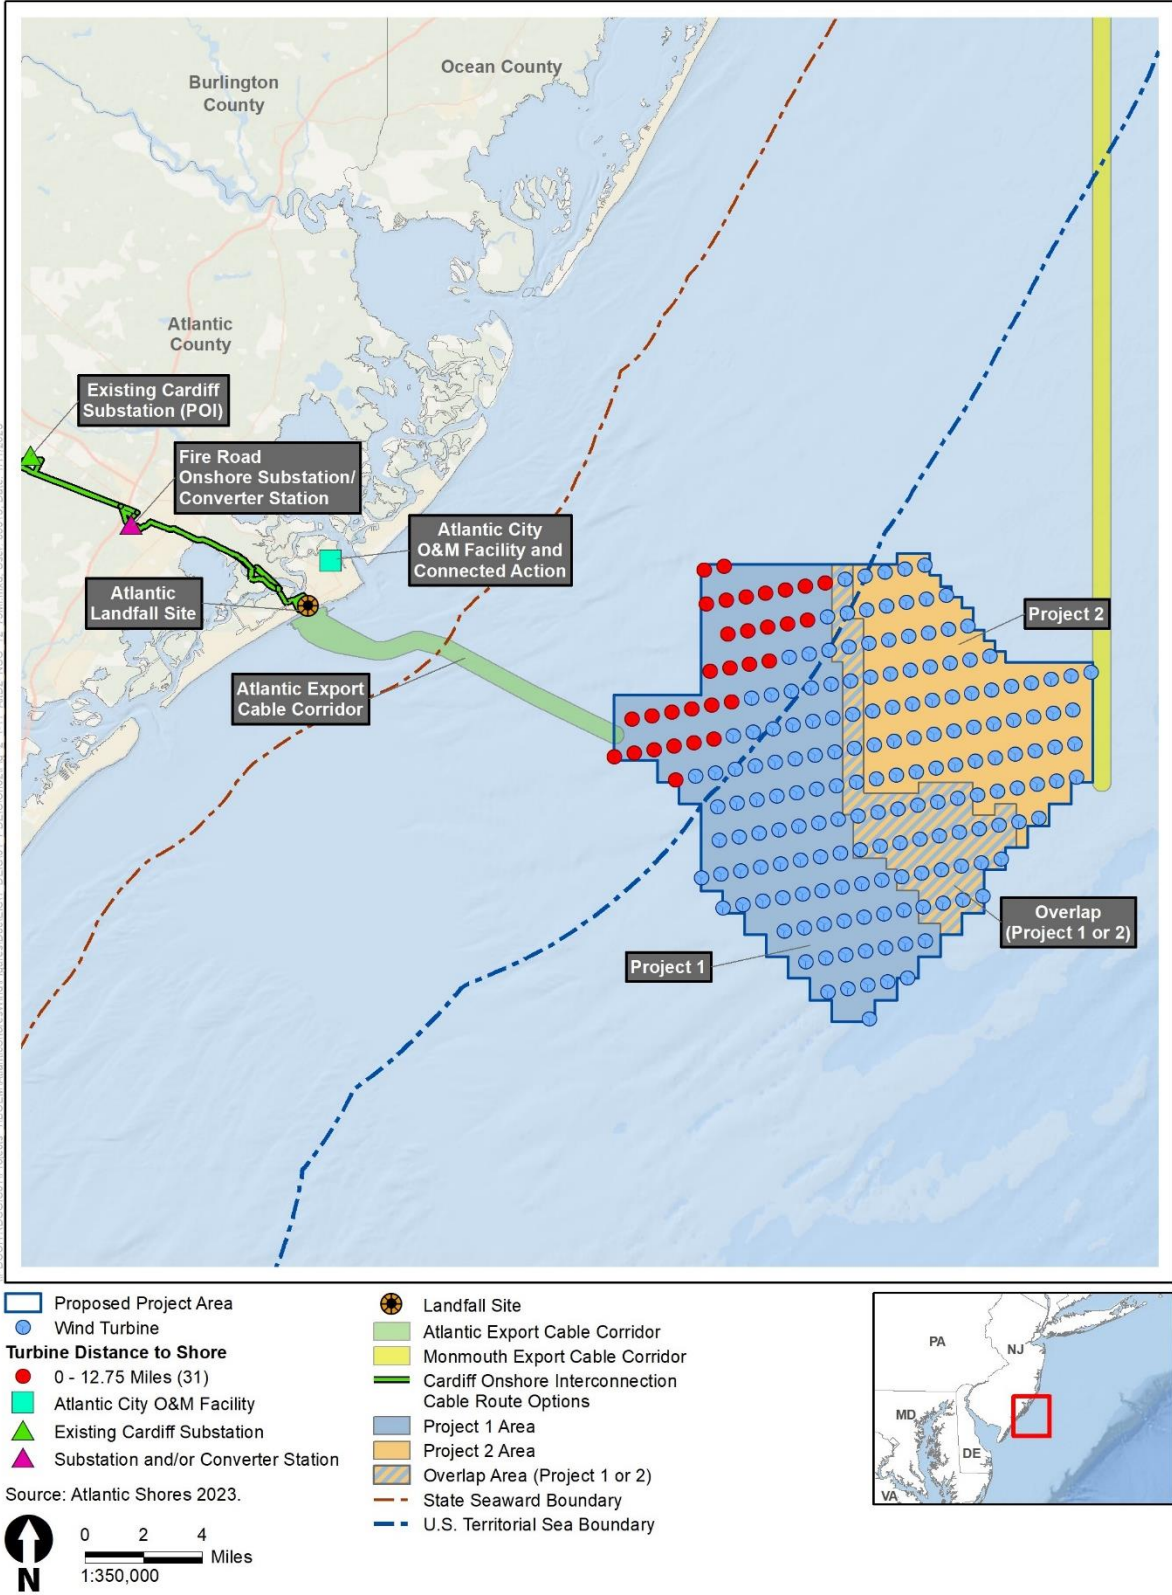 Ocean County
Burlington
County
Atlantic
County
Existing Cardiff
Substation (POI)
Fire Road
Onshore Substation/
Converter Station
Atlantic City
O&M Facility and
Connected Action
Atlantic
Landfall Site
Atlantic Export
Cable Corridor
Project 2
Overlap
(Project 1 or 2)
Project 1
Proposed Project Area
Wind Turbine
Turbine Distance to Shore
0 - 12.75 Miles (31)
Atlantic City O&M Facility
Existing Cardiff Substation
Substation and/or Converter Station
Source: Atlantic Shores 2023.
N
0 2 4
Miles
1:350,000
Landfall Site
Atlantic Export Cable Corridor
Monmouth Export Cable Corridor
Cardiff Onshore Interconnection
Cable Route Options
Project 1 Area
Project 2 Area
Overlap Area (Project 1 or 2)
State Seaward Boundary
U.S. Territorial Sea Boundary
PA
NJ
MD
DE
VA